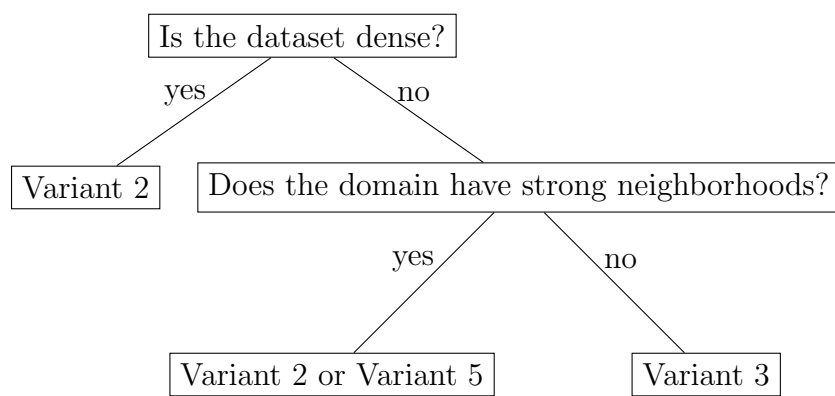 Is the dataset dense?
yes
no
Variant 2
Does the domain have strong neighborhoods?
yes
no
Variant 2 or Variant 5
Variant 3